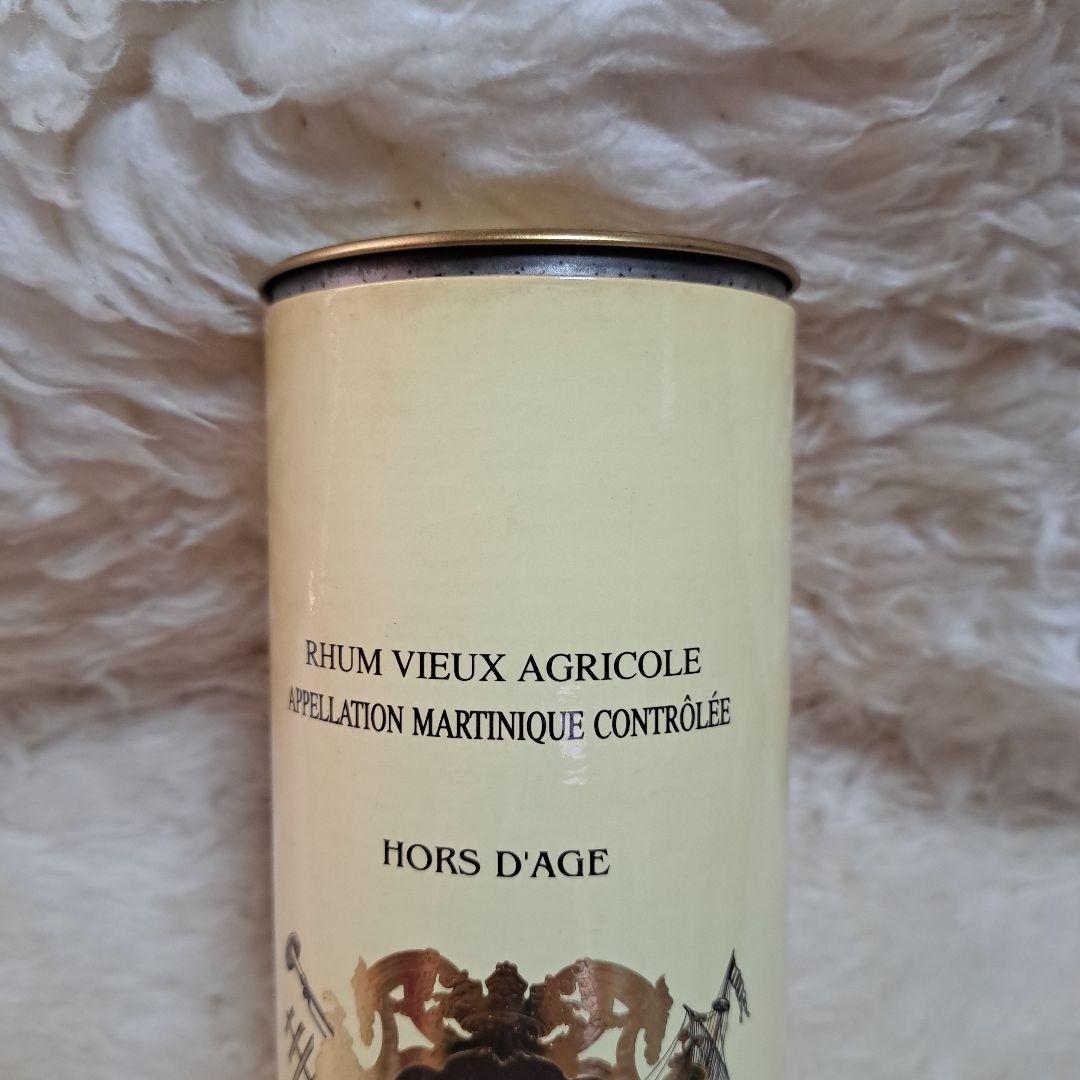 RHUM VIEUX AGRICOLE
APPELLATION MARTINIQUE CONTRÔLÉE
HORS D'AGE